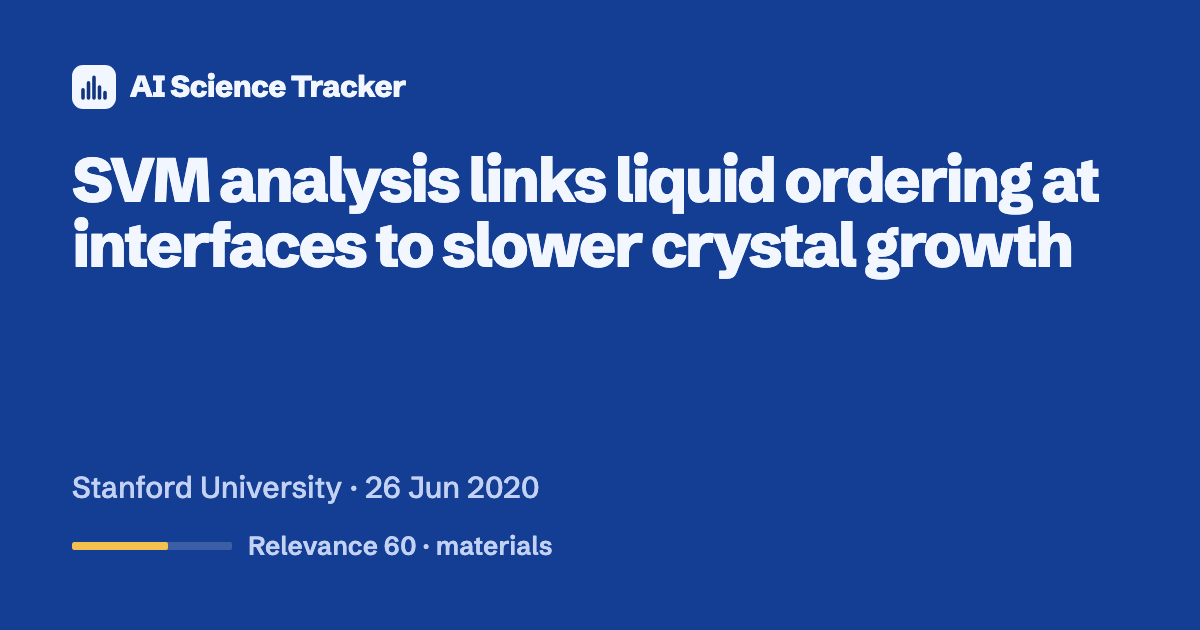 AI Science Tracker
SVM analysis links liquid ordering at
interfaces to slower crystal growth
Stanford University · 26 Jun 2020
Relevance 60 · materials